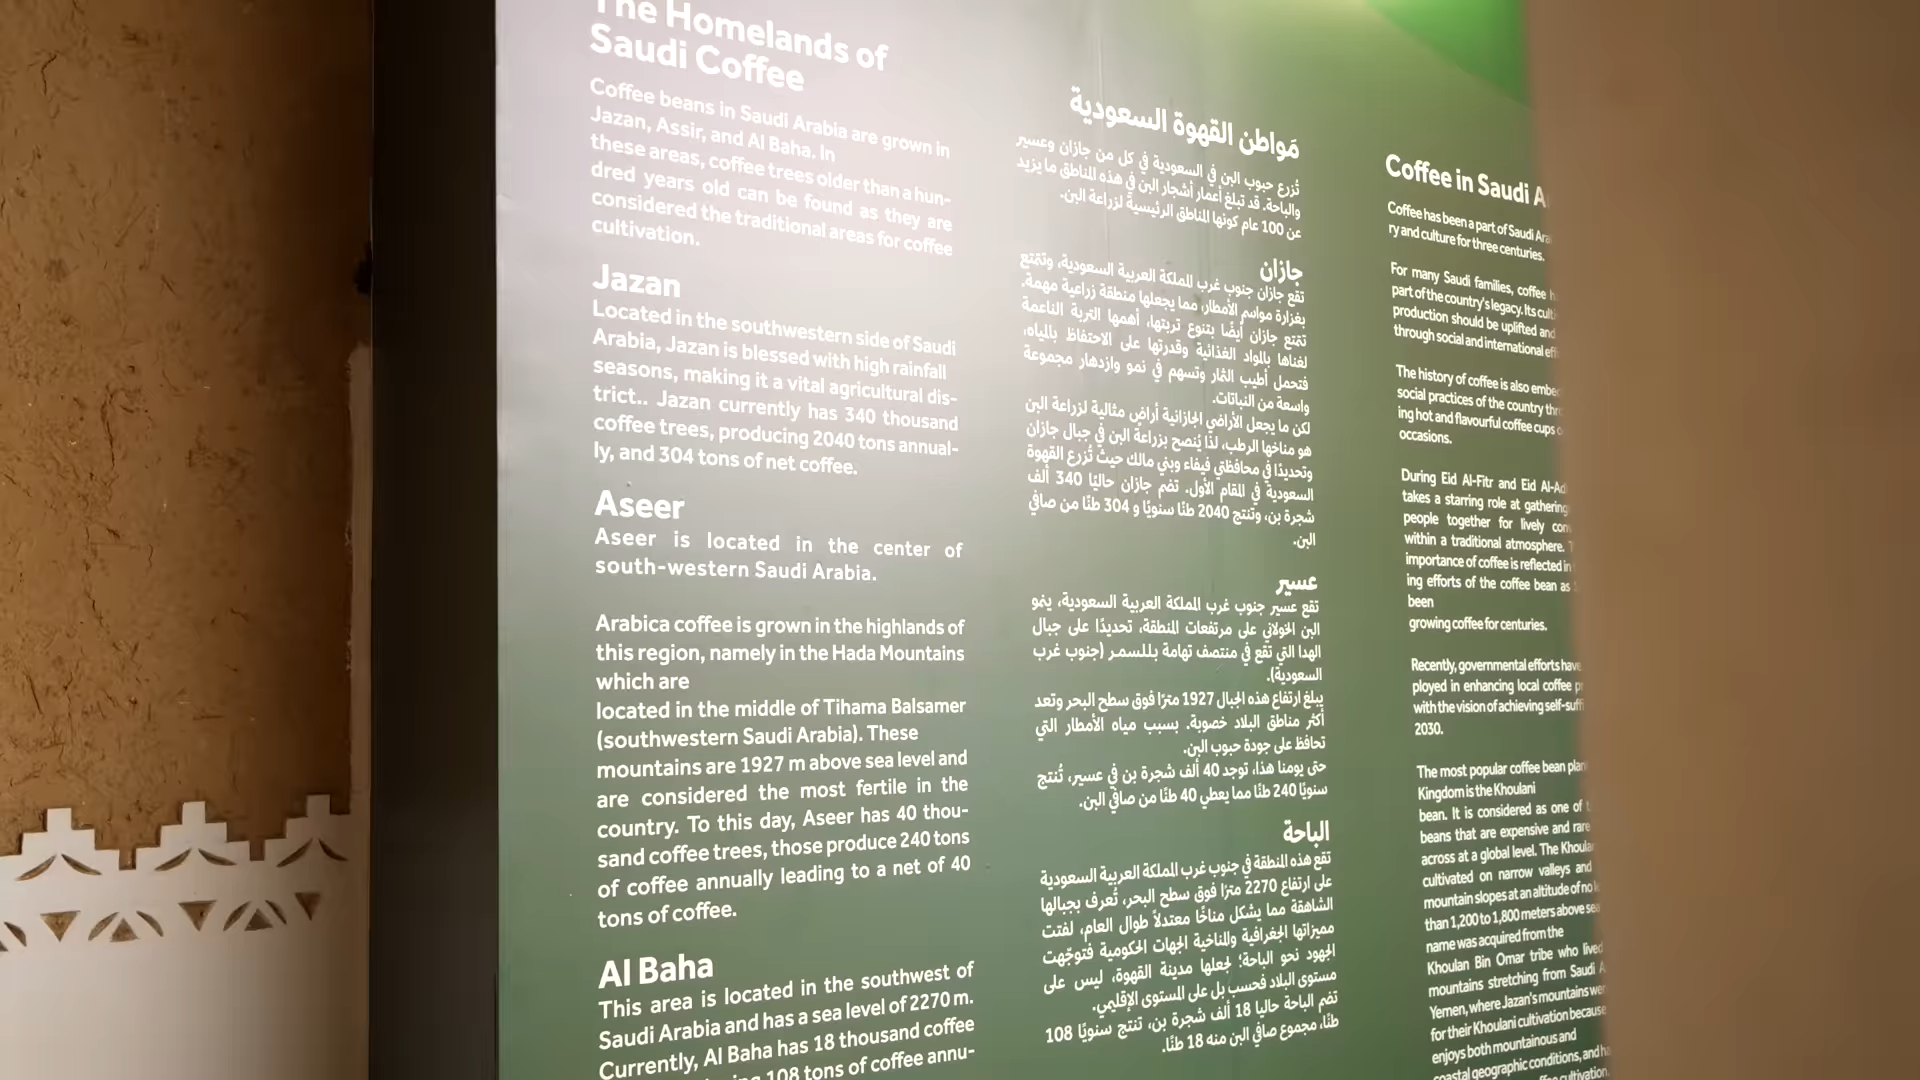 The Homelands of
Saudi Coffee
Coffee beans in Saudi Arabia are grown in
Jazan, Assir, and Al Baha. In
these areas, coffee trees older than a hun-
dred years old can be found as they are
considered the traditional areas for coffee
cultivation.
Jazan
Located in the southwestern side of Saudi
Arabia, Jazan is blessed with high rainfall
seasons, making it a vital agricultural dis-
trict.. Jazan currently has 340 thousand
coffee trees, producing 2040 tons annual-
ly, and 304 tons of net coffee.
Aseer
Aseer is located in the center of
south-western Saudi Arabia.
Arabica coffee is grown in the highlands of
this region, namely in the Hada Mountains
which are
located in the middle of Tihama Balsamer
(southwestern Saudi Arabia). These
mountains are 1927 m above sea level and
are considered the most fertile in the
country. To this day, Aseer has 40 thou-
sand coffee trees, those produce 240 tons
of coffee annually leading to a net of 40
tons of coffee.
Al Baha
This area is located in the southwest of
Saudi Arabia and has a sea level of 2270 m.
Currently, Al Baha has 18 thousand coffee
108 tons of coffee annu-
مَواطن القهوة السعودية
تُزرع حبوب البن في السعودية في كل من جازان وعسير
والباحة. قد تبلغ أعمار أشجار البن في هذه المناطق ما يزيد
عن 100 عام كونها المناطق الرئيسية لزراعة البن.
جازان
تقع جازان جنوب غرب المملكة العربية السعودية، وتتمتع
بغزارة مواسم الأمطار، مما يجعلها منطقة زراعية مهمة.
تتمتع جازان أيضًا بتنوع تربتها، أهمها التربة الناعمة
لغناها بالمواد الغذائية وقدرتها على الاحتفاظ بالمياه،
فتحمل أطيب الثمار وتسهم في نمو وازدهار مجموعة
واسعة من النباتات.
لكن ما يجعل الأراضي الجازانية أراضٍ مثالية لزراعة البن
هو مناخها الرطب، لذا يُنصح بزراعة البن في جبال جازان
وتحديدًا في محافظتي فيفاء وبني مالك حيث تُزرع القهوة
السعودية في المقام الأول. تضم جازان حاليًا 340 ألف
شجرة بن، وتنتج 2040 طنًا سنويًا و 304 طنًا من صافي
البن.
عسير
تقع عسير جنوب غرب المملكة العربية السعودية، ينمو
البن الخولاني على مرتفعات المنطقة، تحديدًا على جبال
الهدا التي تقع في منتصف تهامة بللسمر (جنوب غرب
السعودية).
يبلغ ارتفاع هذه الجبال 1927 مترًا فوق سطح البحر وتعد
أكثر مناطق البلاد خصوبة. بسبب مياه الأمطار التي
تحافظ على جودة حبوب البن.
حتى يومنا هذا، توجد 40 ألف شجرة بن في عسير، تُنتج
سنويًا 240 طنًا مما يعطي 40 طنًا من صافي البن.
الباحة
تقع هذه المنطقة في جنوب غرب المملكة العربية السعودية
على ارتفاع 2270 مترًا فوق سطح البحر، تُعرف بجبالها
الشاهقة مما يشكل مناخًا معتدلاً طوال العام، لفتت
مميزاتها الجغرافية والمناخية الجهات الحكومية فتوجّهت
الجهود نحو الباحة؛ لجعلها مدينة القهوة، ليس على
مستوى البلاد فحسب بل على المستوى الإقليمي.
تضم الباحة حاليا 18 ألف شجرة بن، تنتج سنويًا 108
طنًا، مجموع صافي البن منه 18 طنًا.
Coffee in Saudi
Coffee has been a part of Saudi
ry and culture for three centuries.
For many Saudi families, coffee
part of the country's legacy. Its
production should be uplifted and
through social and international
The history of coffee is also
social practices of the country
ing hot and flavourful coffee cups
occasions.
During Eid Al-Fitr and Eid
takes a starring role at gathering
people together for lively
within a traditional atmosphere.
importance of coffee is reflected in
ing efforts of the coffee bean as
been
growing coffee for centuries.
Recently, governmental efforts have
ployed in enhancing local coffee
with the vision of achieving
2030.
The most popular coffee bean
Kingdom is the Khoulani
bean. It is considered as one of
beans that are expensive and rare
across at a global level. The
cultivated on narrow valleys and
mountain slopes at an altitude of no
than 1,200 to 1,800 meters above
name was acquired from the
Khoulan Bin Omar tribe who lived
mountains stretching from Saudi
Yemen, where Jazan's mountains
for their Khoulani cultivation because
enjoys both mountainous and
coastal geographic conditions, and
cultivation.